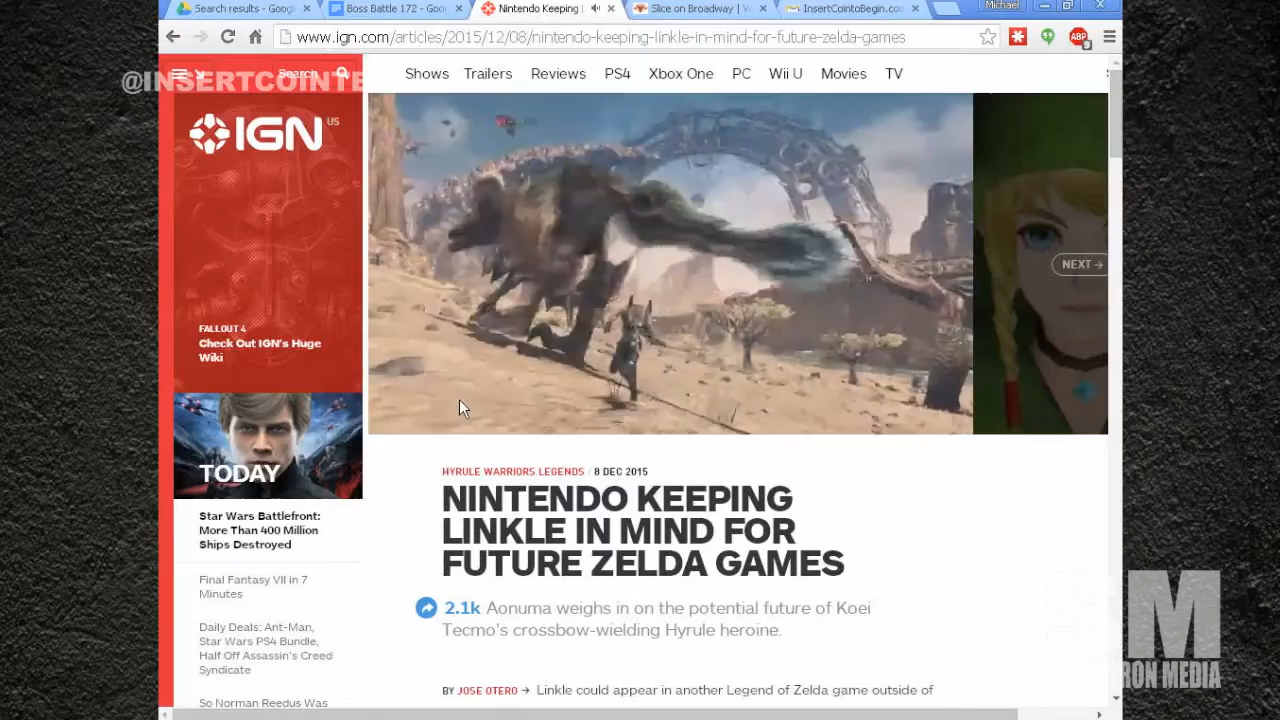 Search results - Googl
Boss Battle 172 - Goo
Nintendo Keeping L
Slice on Broadway | Yo
InsertCointoBegin.com
Michael
www.ign.com/articles/2015/12/08/nintendo-keeping-linkle-in-mind-for-future-zelda-games
ABP
9
@INSERTCOINTE
Search
Shows Trailers Reviews PS4 Xbox One PC Wii U Movies TV
IGN US
NEXT →
FALLOUT 4
Check Out IGN's Huge
Wiki
TODAY
Star Wars Battlefront:
More Than 400 Million
Ships Destroyed
Final Fantasy VII in 7
Minutes
Daily Deals: Ant-Man,
Star Wars PS4 Bundle,
Half Off Assassin's Creed
Syndicate
So Norman Reedus Was
HYRULE WARRIORS LEGENDS / 8 DEC 2015
NINTENDO KEEPING
LINKLE IN MIND FOR
FUTURE ZELDA GAMES
2.1k Aonuma weighs in on the potential future of Koei
Tecmo's crossbow-wielding Hyrule heroine.
BY JOSE OTERO → Linkle could appear in another Legend of Zelda game outside of
M
RON MEDIA